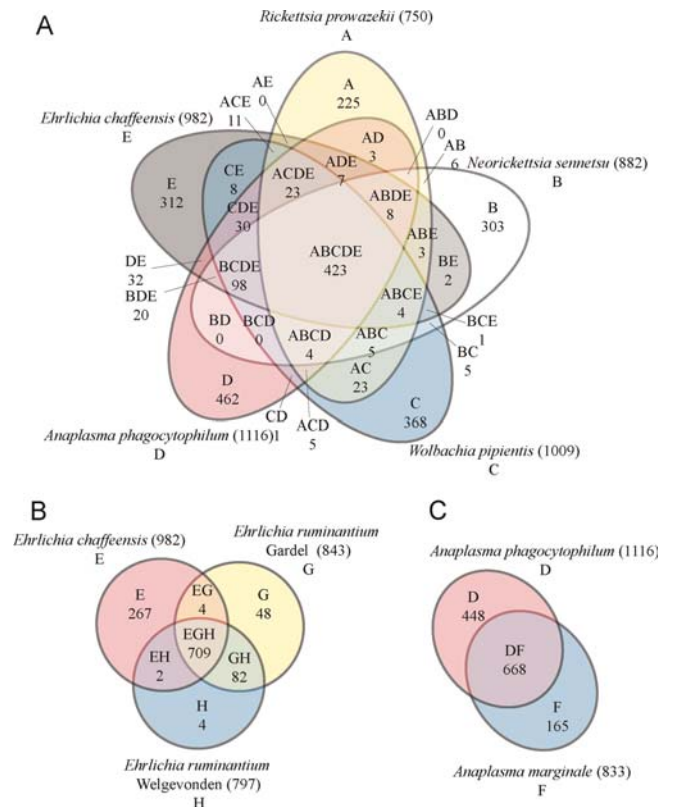 A
Rickettsia prowazekii (750)
A
AE
0
ACE
11
A
225
ABD
0
AB
6
Ehrlichia chaffeensis (982)
E
Neorickettsia sennetsu (882)
B
AD
3
ADE
7
ACDE
23
ABDE
8
CE
8
CDE
30
E
312
B
303
ABE
3
BE
2
ABCDE
423
DE
32
BDE
20
BCDE
98
ABCE
4
BCE
1
BC
5
BD
0
BCD
0
ABCD
4
ABC
5
AC
23
D
462
C
368
CD
1
ACD
5
Anaplasma phagocytophilum (1116)
D
Wolbachia pipientis (1009)
C
B
Ehrlichia chaffeensis (982)
E
Ehrlichia ruminantium
Gardel (843)
G
E
267
EG
4
G
48
EGH
709
EH
2
GH
82
H
4
Ehrlichia ruminantium
Welgevonden (797)
H
C
Anaplasma phagocytophilum (1116)
D
D
448
DF
668
F
165
Anaplasma marginale (833)
F